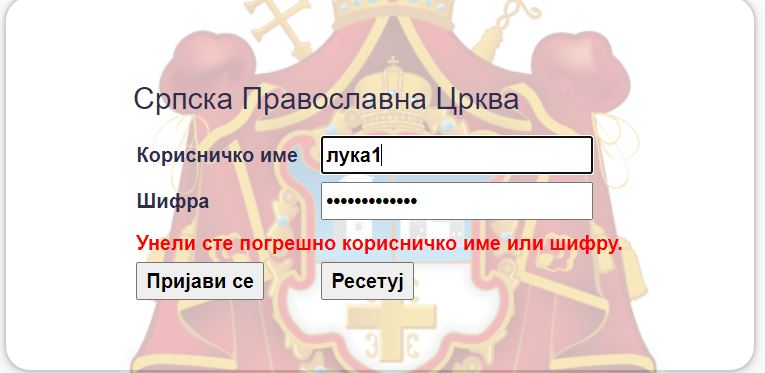 Српска Православна Црква
Корисничко име лука1
Шифра •••••••••••••
Унели сте погрешно корисничко име или шифру.
Пријави се Ресетуј